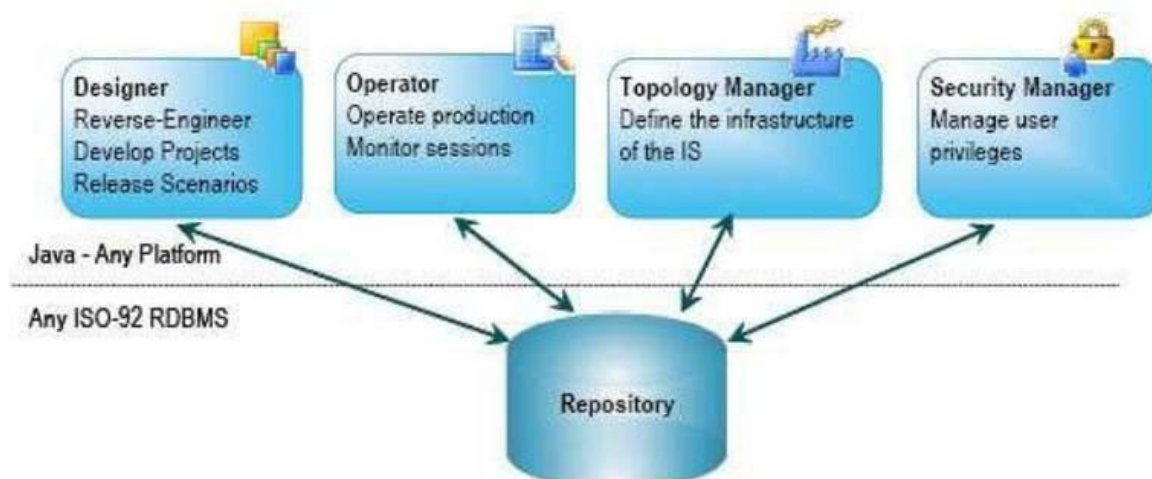 Designer
Reverse-Engineer
Develop Projects
Release Scenarios
Operator
Operate production
Monitor sessions
Topology Manager
Define the infrastructure
of the IS
Security Manager
Manage user
privileges
Java - Any Platform
Any ISO-92 RDBMS
Repository